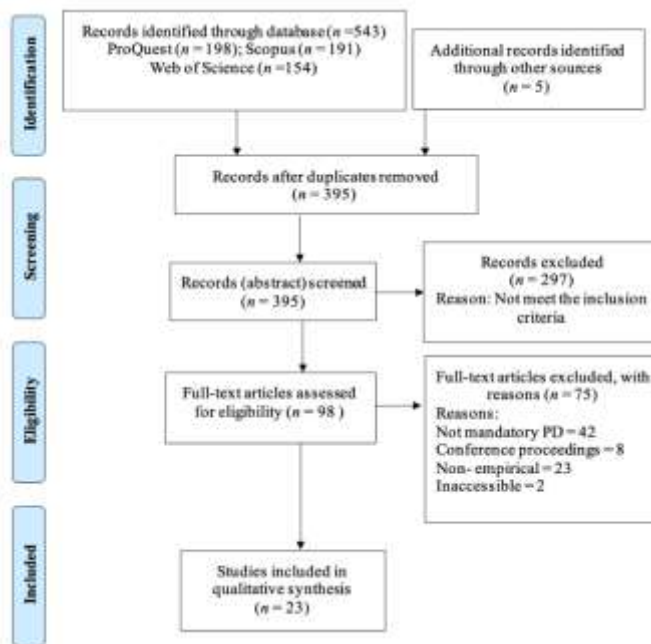 Identification
Records identified through database (n =543)
ProQuest (n = 198); Scopus (n = 191)
Web of Science (n =154)
Additional records identified
through other sources
(n = 5)
Records after duplicates removed
(n = 395)
Screening
Records (abstract) screened
(n = 395)
Records excluded
(n = 297)
Reason: Not meet the inclusion
criteria
Eligibility
Full-text articles assessed
for eligibility (n = 98 )
Full-text articles excluded, with
reasons (n = 75)
Reasons:
Not mandatory PD = 42
Conference proceedings = 8
Non- empirical = 23
Inaccessible = 2
Included
Studies included in
qualitative synthesis
(n = 23)